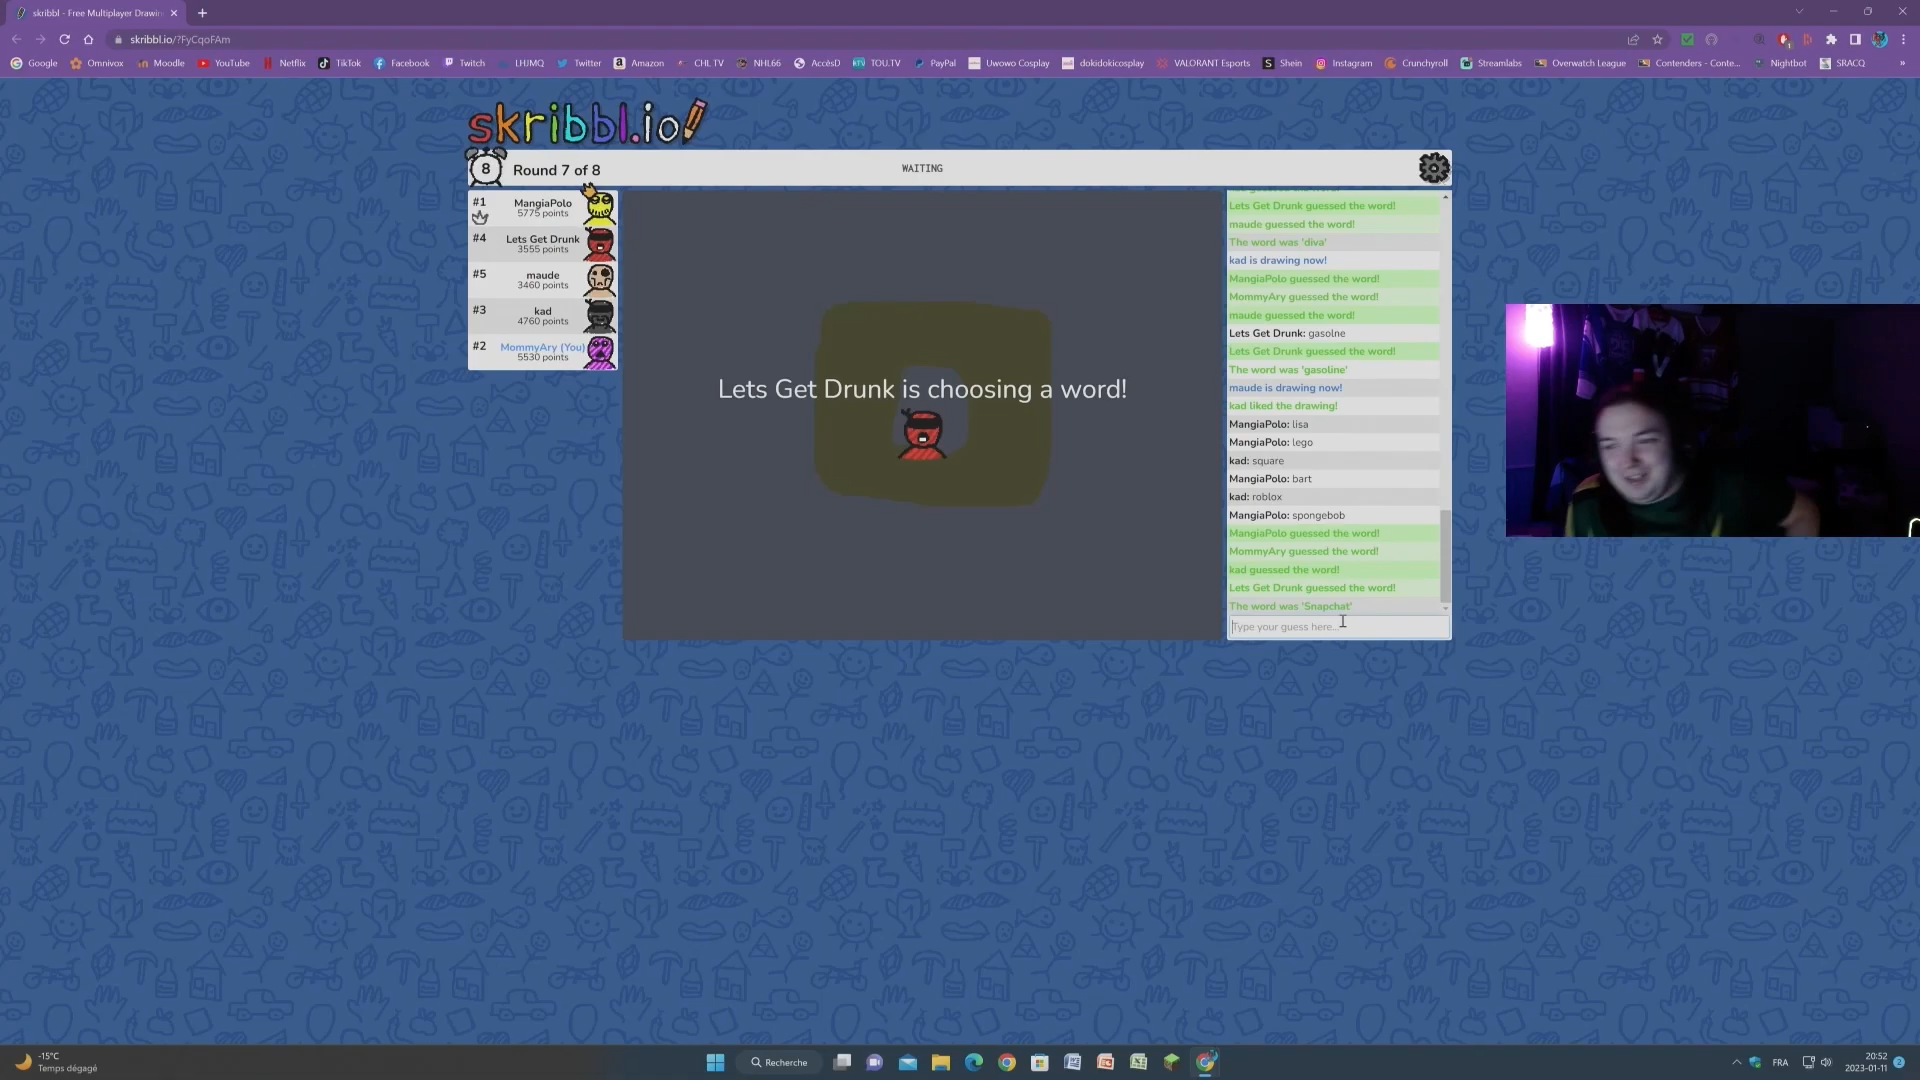 skribbl - Free Multiplayer Drawin
skribbl.io/?FyCqoFAm
Google Omnivox Moodle YouTube Netflix TikTok Facebook Twitch LHJMQ Twitter Amazon CHL TV NHL66 AccèsD TOU.TV PayPal Uwowo Cosplay dokidokicosplay VALORANT Esports Shein Instagram Crunchyroll Streamlabs Overwatch League Contenders - Conte... Nightbot SRACQ »
skribbl.io
8 Round 7 of 8 WAITING
#1 MangiaPolo
5775 points
#4 Lets Get Drunk
3555 points
#5 maude
3460 points
#3 kad
4760 points
#2 MommyAry (You)
5530 points
Lets Get Drunk is choosing a word!
Lets Get Drunk guessed the word!
maude guessed the word!
The word was 'diva'
kad is drawing now!
MangiaPolo guessed the word!
MommyAry guessed the word!
maude guessed the word!
Lets Get Drunk: gasolne
Lets Get Drunk guessed the word!
The word was 'gasoline'
maude is drawing now!
kad liked the drawing!
MangiaPolo: lisa
MangiaPolo: lego
kad: square
MangiaPolo: bart
kad: roblox
MangiaPolo: spongebob
MangiaPolo guessed the word!
MommyAry guessed the word!
kad guessed the word!
Lets Get Drunk guessed the word!
The word was 'Snapchat'
Type your guess here...
-15°C
Temps dégagé
Recherche
FRA
20:52
2023-01-11
2